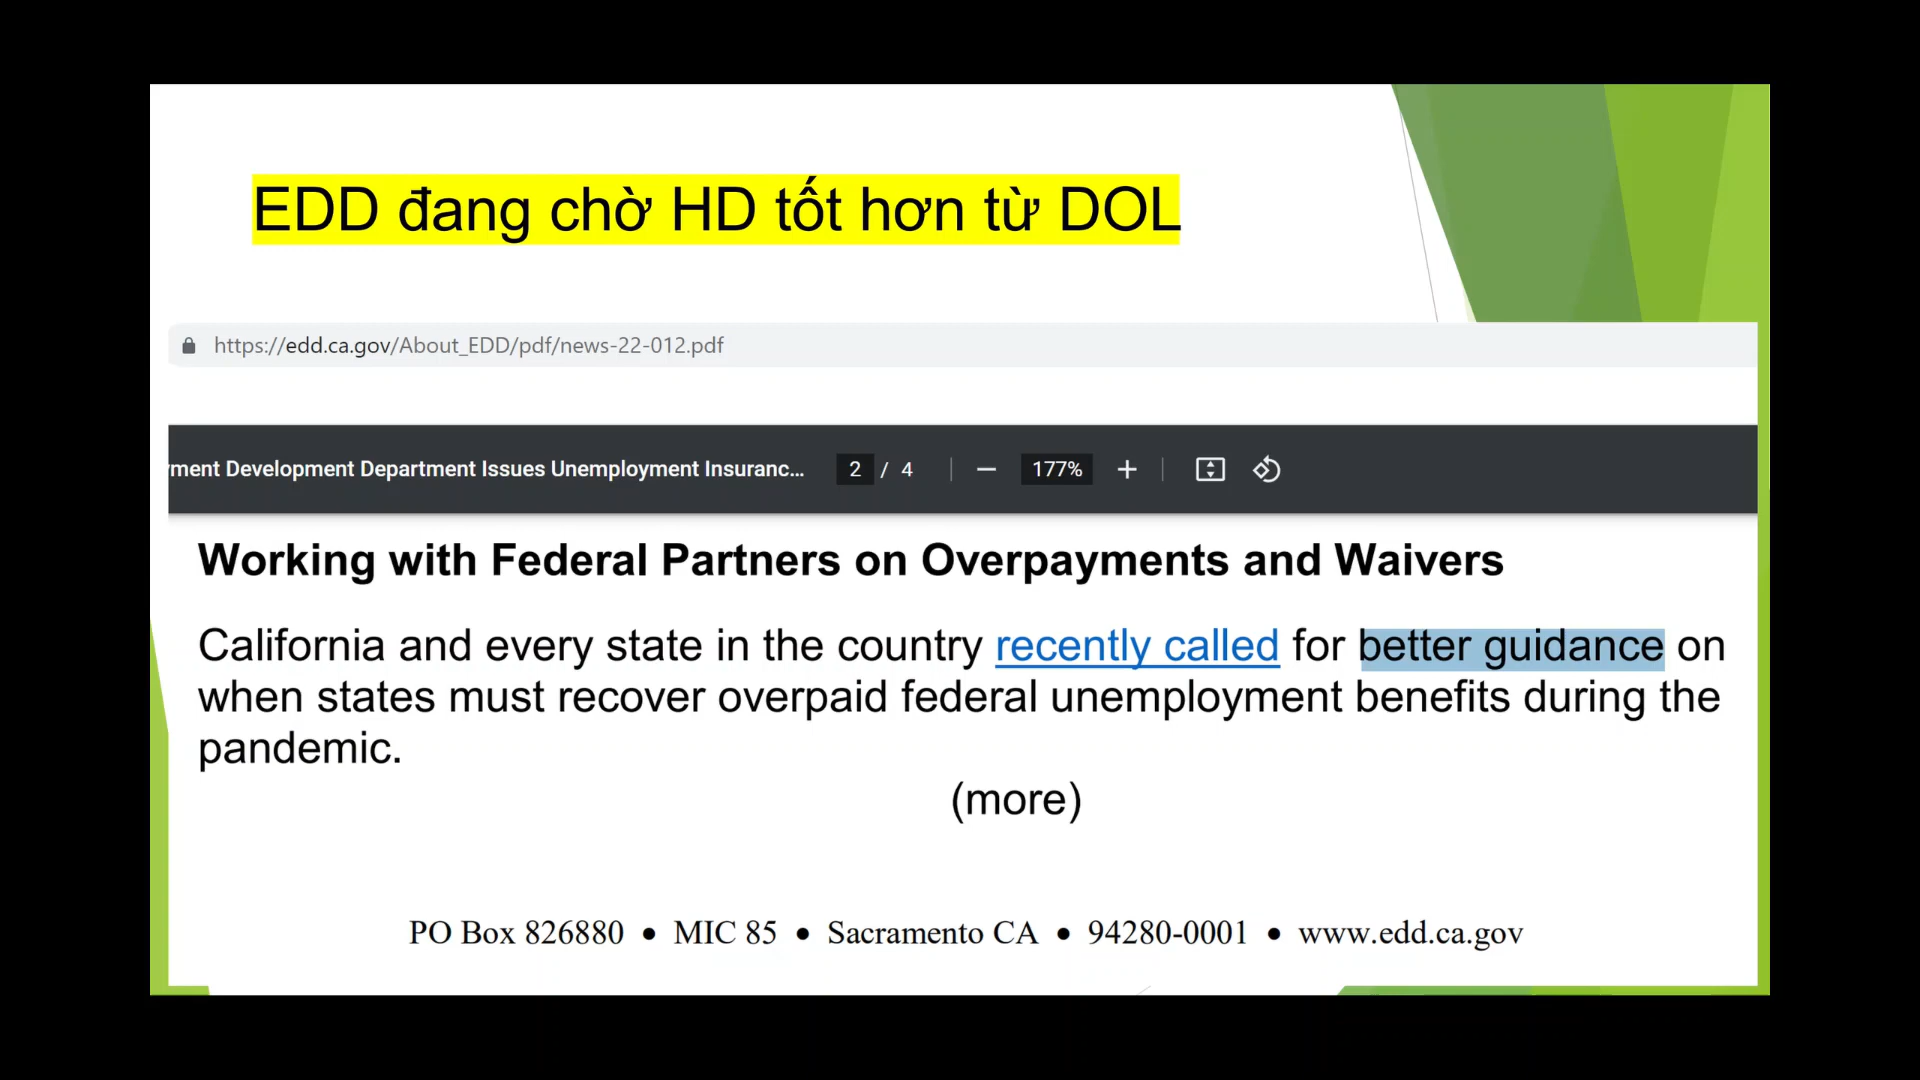 EDD đang chờ HD tốt hơn từ DOL
https://edd.ca.gov/About_EDD/pdf/news-22-012.pdf
ment Development Department Issues Unemployment Insuranc... 2 / 4 − 177% +
Working with Federal Partners on Overpayments and Waivers
California and every state in the country recently called for better guidance on
when states must recover overpaid federal unemployment benefits during the
pandemic.
(more)
PO Box 826880 • MIC 85 • Sacramento CA • 94280-0001 • www.edd.ca.gov